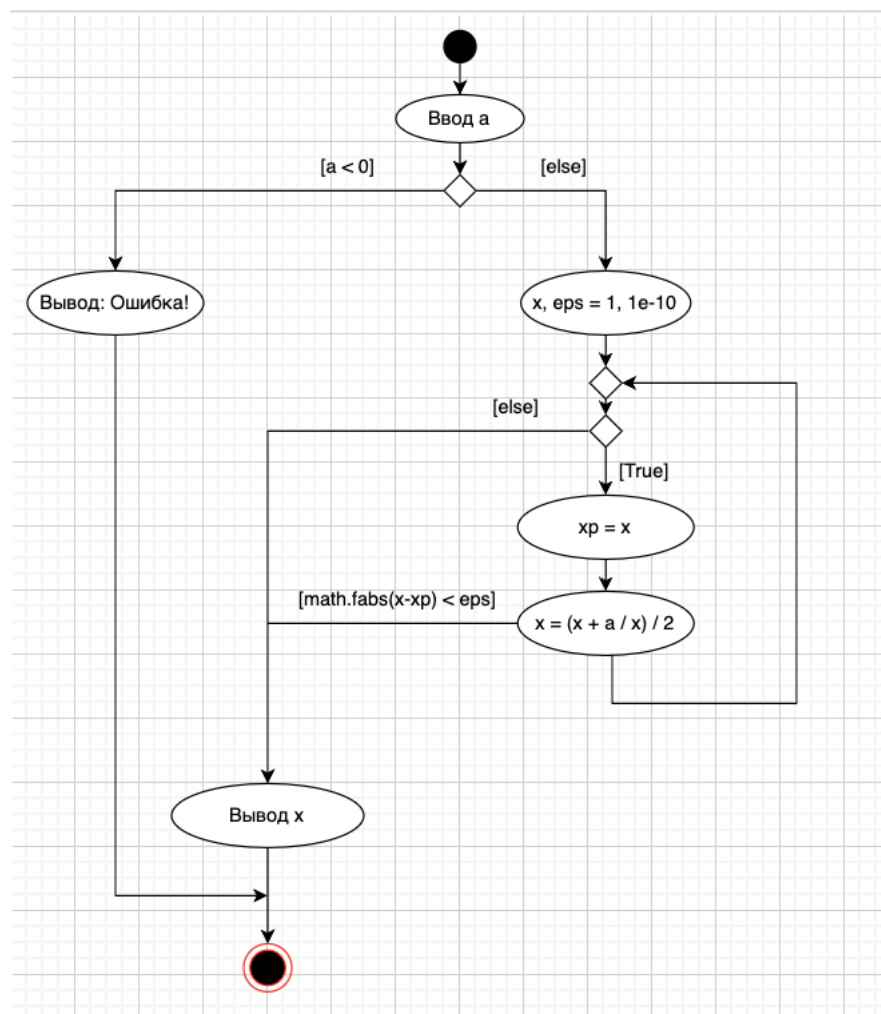 Ввод a
[a < 0]
[else]
Вывод: Ошибка!
x, eps = 1, 1e-10
[else]
[True]
xp = x
[math.fabs(x-xp) < eps]
x = (x + a / x) / 2
Вывод x